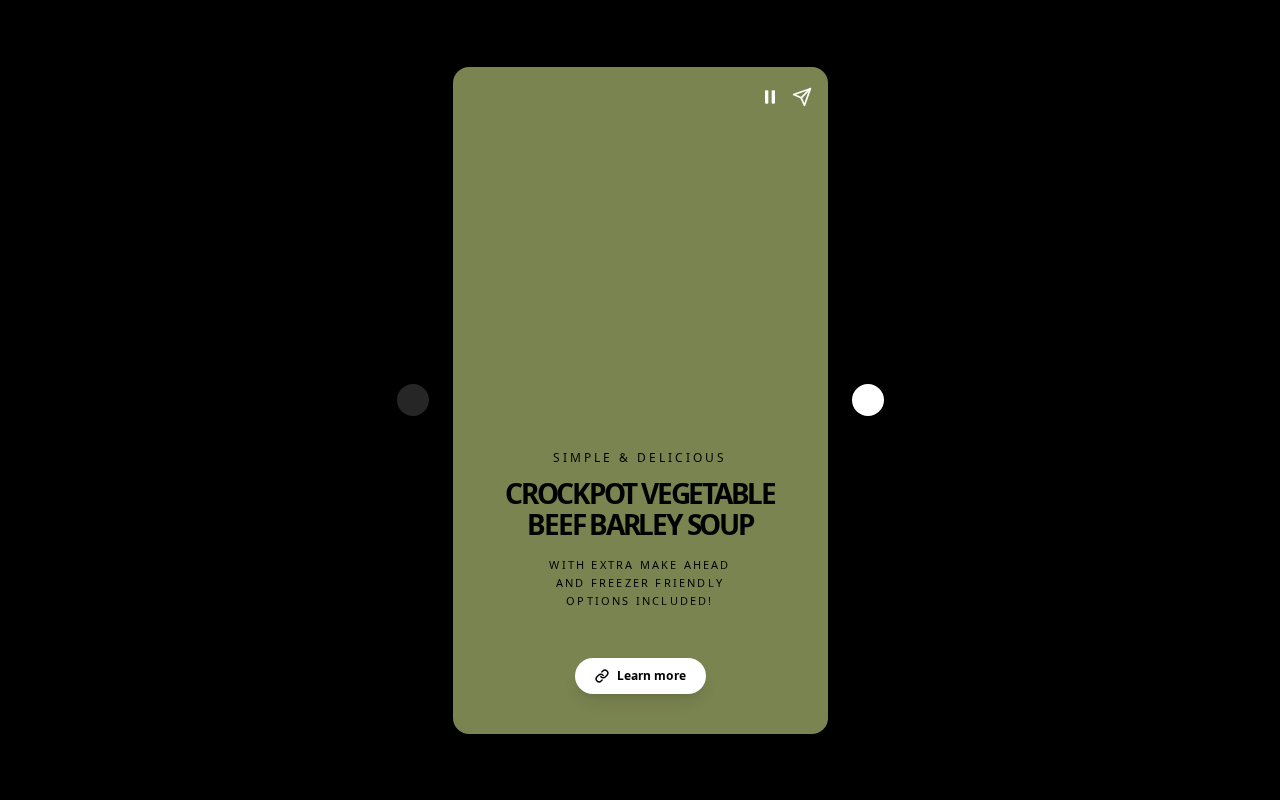 SIMPLE & DELICIOUS
CROCKPOT VEGETABLE
BEEF BARLEY SOUP
WITH EXTRA MAKE AHEAD
AND FREEZER FRIENDLY
OPTIONS INCLUDED!
Learn more